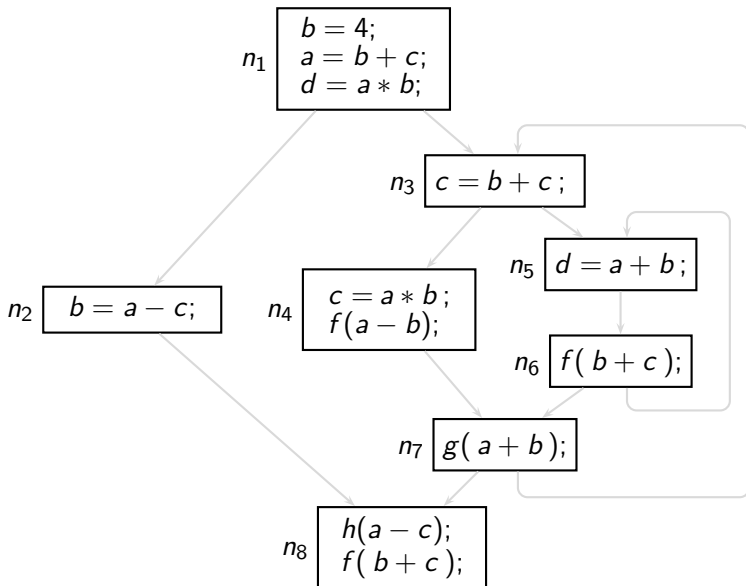 b = 4;
n1 a = b + c;
d = a ∗ b;
n3 c = b + c ;
n5 d = a + b ;
n2 b = a − c;
n4 c = a ∗ b ;
f(a − b);
n6 f( b + c );
n7 g( a + b );
n8 h(a − c);
f( b + c );